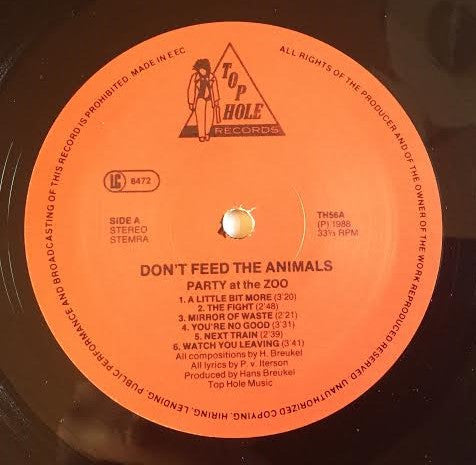 TOP
HOLE
RECORDS
ALL RIGHTS OF THE PRODUCER AND OF THE OWNER OF THE WORK REPRODUCED RESERVED. UNAUTHORIZED COPYING, HIRING, LENDING, PUBLIC PERFORMANCE AND BROADCASTING OF THIS RECORD IS PROHIBITED. MADE IN EEC
LC 8472
SIDE A
STEREO
STEMRA
TH56A
(P) 1988
33⅓ RPM
DON'T FEED THE ANIMALS
PARTY at the ZOO
1. A LITTLE BIT MORE (3'20)
2. THE FIGHT (2'48)
3. MIRROR OF WASTE (2'21)
4. YOU'RE NO GOOD (3'31)
5. NEXT TRAIN (2'39)
6. WATCH YOU LEAVING (3'41)
All compositions by H. Breukel
All lyrics by P. v. Iterson
Produced by Hans Breukel
Top Hole Music